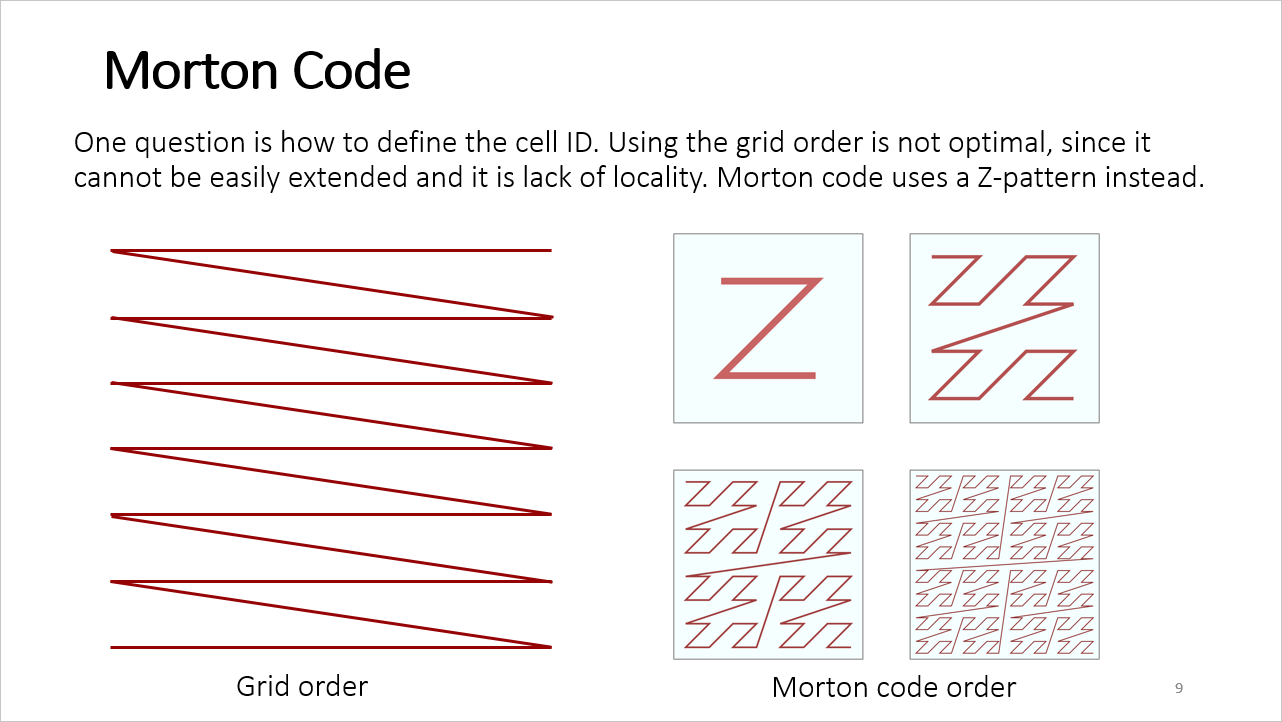 Morton Code
One question is how to define the cell ID. Using the grid order is not optimal, since it
cannot be easily extended and it is lack of locality. Morton code uses a Z-pattern instead.
Grid order
Morton code order
9